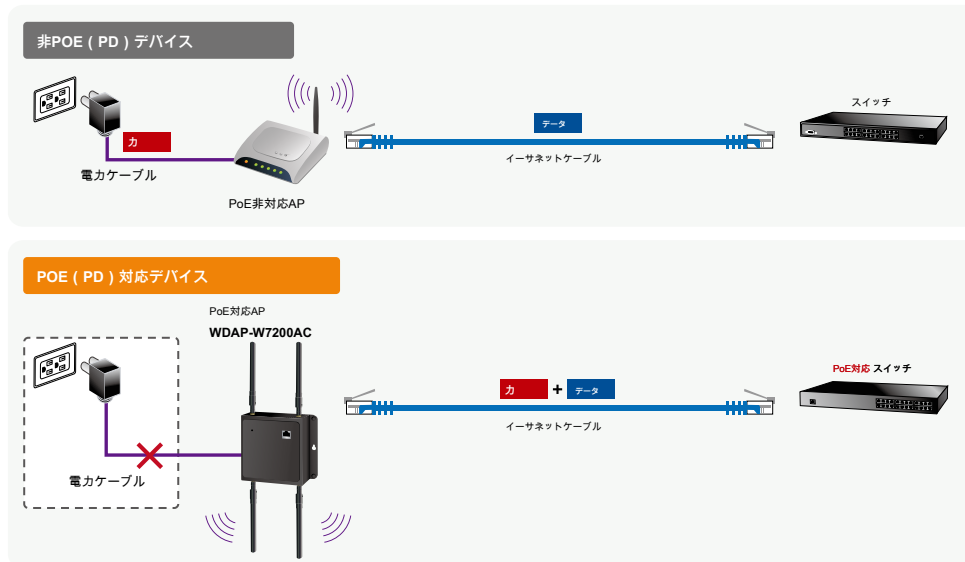 非POE ( PD ) デバイス
スイッチ
データ
力
イーサネットケーブル
電力ケーブル
PoE非対応AP
POE ( PD ) 対応デバイス
PoE対応AP
WDAP-W7200AC
PoE対応 スイッチ
力 + データ
イーサネットケーブル
電力ケーブル